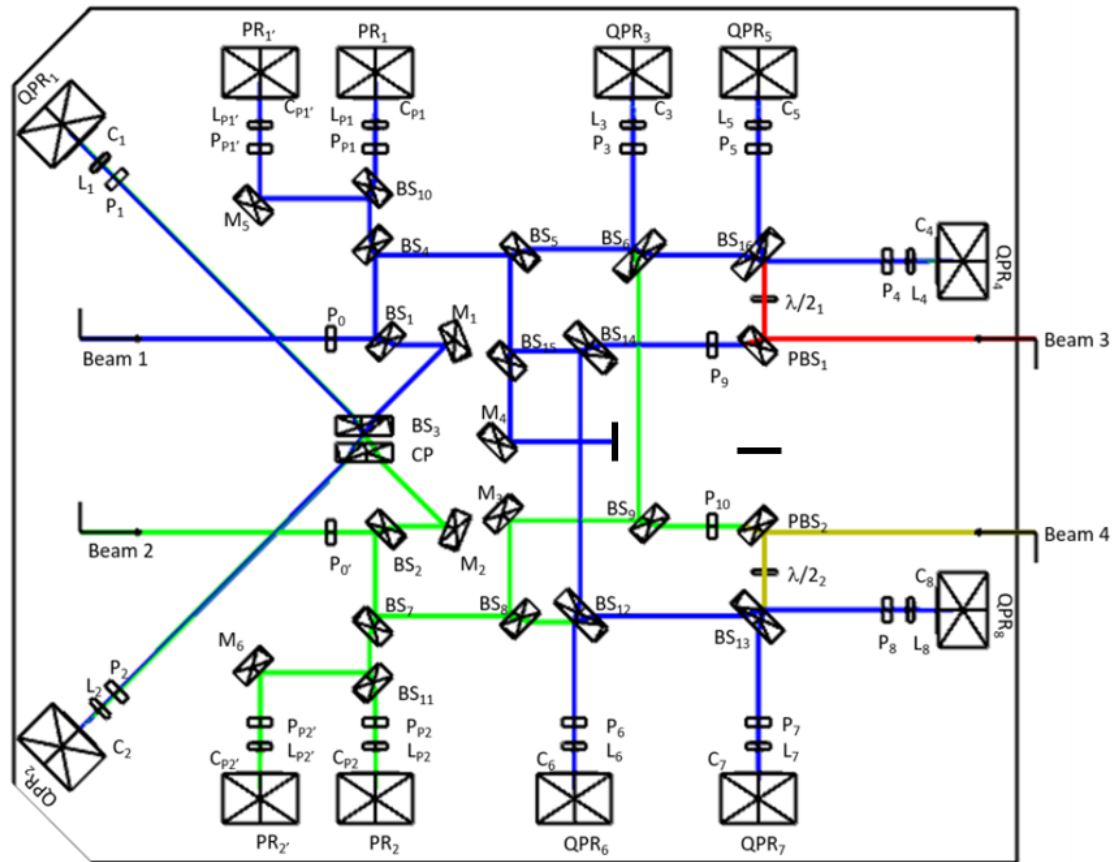 PR1′ PR1 QPR3 QPR5
QPR1
LP1′ CP1′ LP1 CP1 L3 C3 L5 C5
PP1′ PP1 P3 P5
C1
L1
P1
M5 BS10
BS4 BS5 BS6 BS16 C4 QPR4
P4 L4
λ/21
P0 BS1 M1 BS15 BS14
Beam 1 P9 PBS1 Beam 3
M4
BS3
CP
M3 BS9 P10 PBS2
Beam 2 P0′ BS2 M2 Beam 4
λ/22 C8 QPR8
BS7 BS8 BS12 BS13
P8 L8
M6
P2
L2
BS11
C2
QPR2
PP2′ PP2 P6 P7
CP2′ LP2′ CP2 LP2 C6 L6 C7 L7
PR2′ PR2 QPR6 QPR7